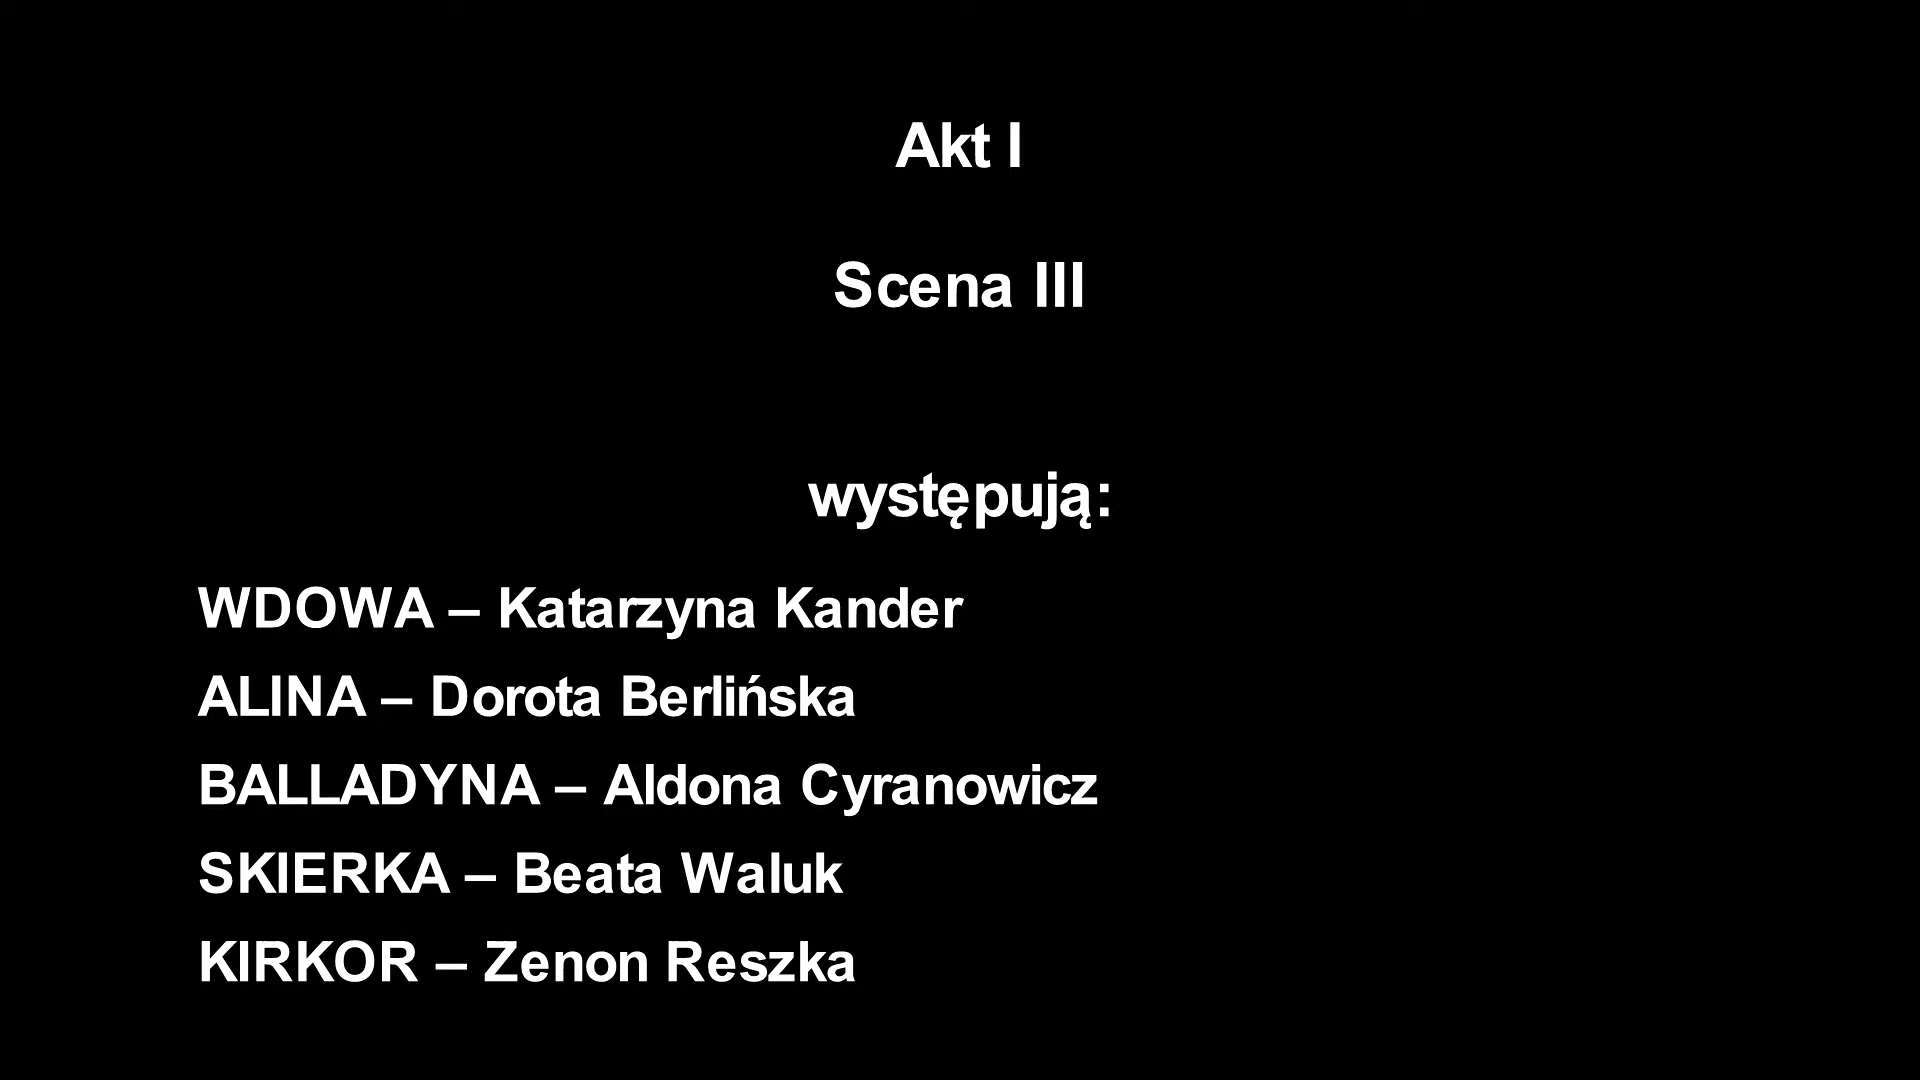 Akt I
Scena III
występują:
WDOWA – Katarzyna Kander
ALINA – Dorota Berlińska
BALLADYNA – Aldona Cyranowicz
SKIERKA – Beata Waluk
KIRKOR – Zenon Reszka